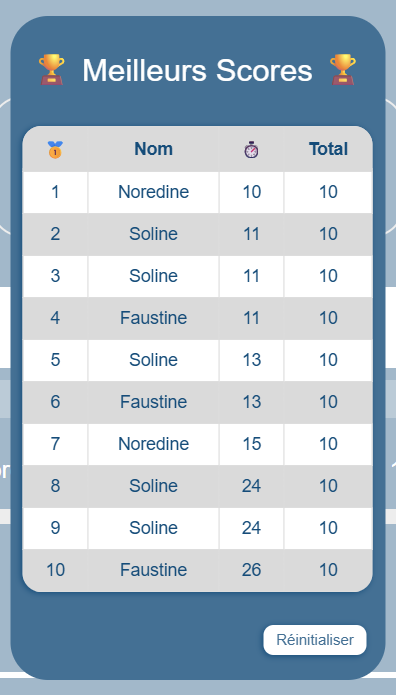 Meilleurs Scores
Nom Total
1 Noredine 10 10
2 Soline 11 10
3 Soline 11 10
4 Faustine 11 10
5 Soline 13 10
6 Faustine 13 10
7 Noredine 15 10
8 Soline 24 10
9 Soline 24 10
10 Faustine 26 10
Réinitialiser